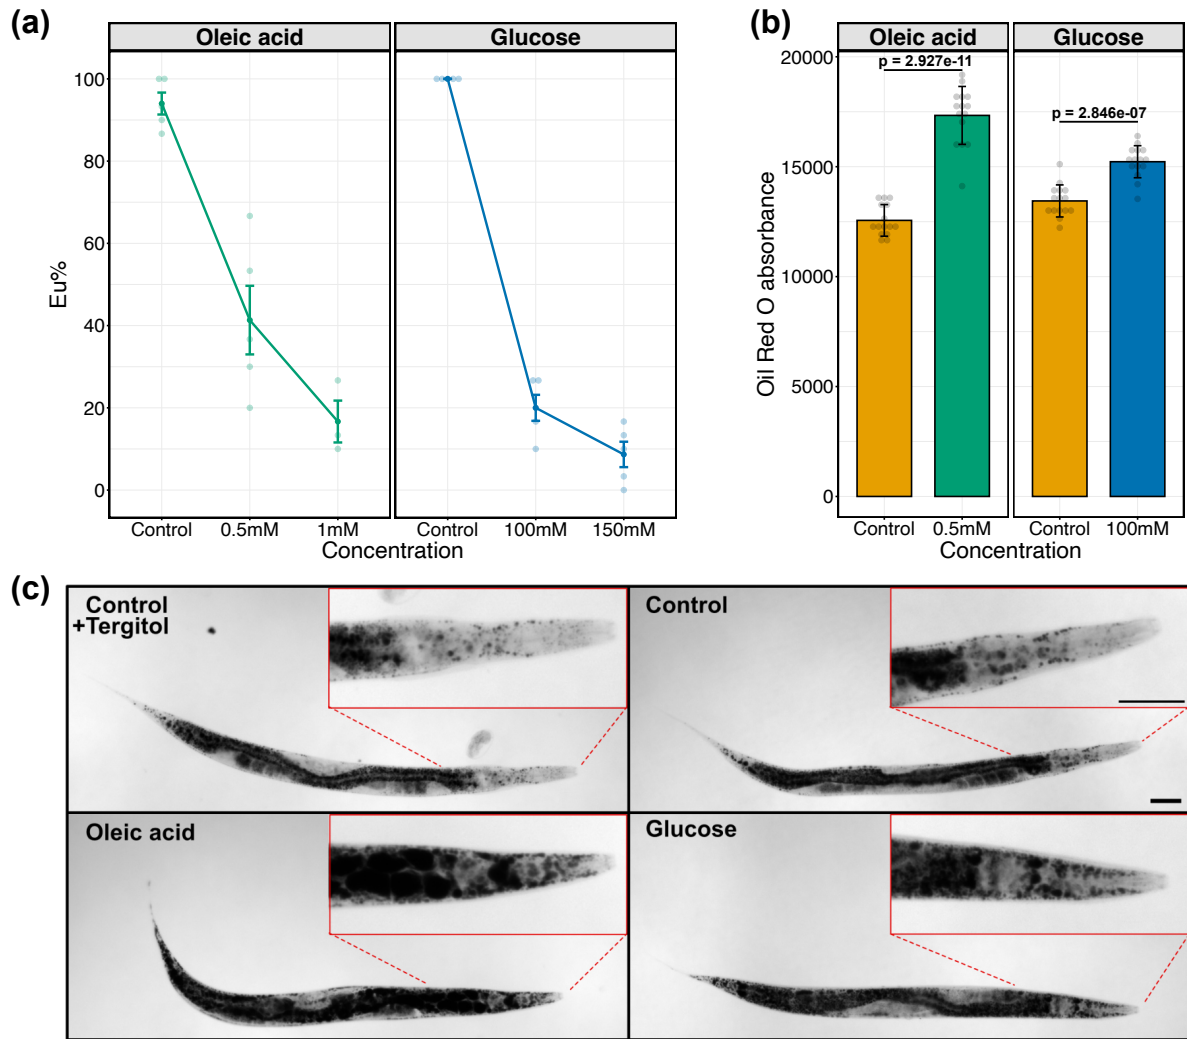 (a)
Oleic acid
Glucose
Eu%
100
80
60
40
20
0
Control
0.5mM
1mM
Control
100mM
150mM
Concentration
(b)
Oleic acid
Glucose
p = 2.927e-11
p = 2.846e-07
Oil Red O absorbance
20000
15000
10000
5000
0
Control
0.5mM
Control
100mM
Concentration
(c)
Control
+Tergitol
Control
Oleic acid
Glucose